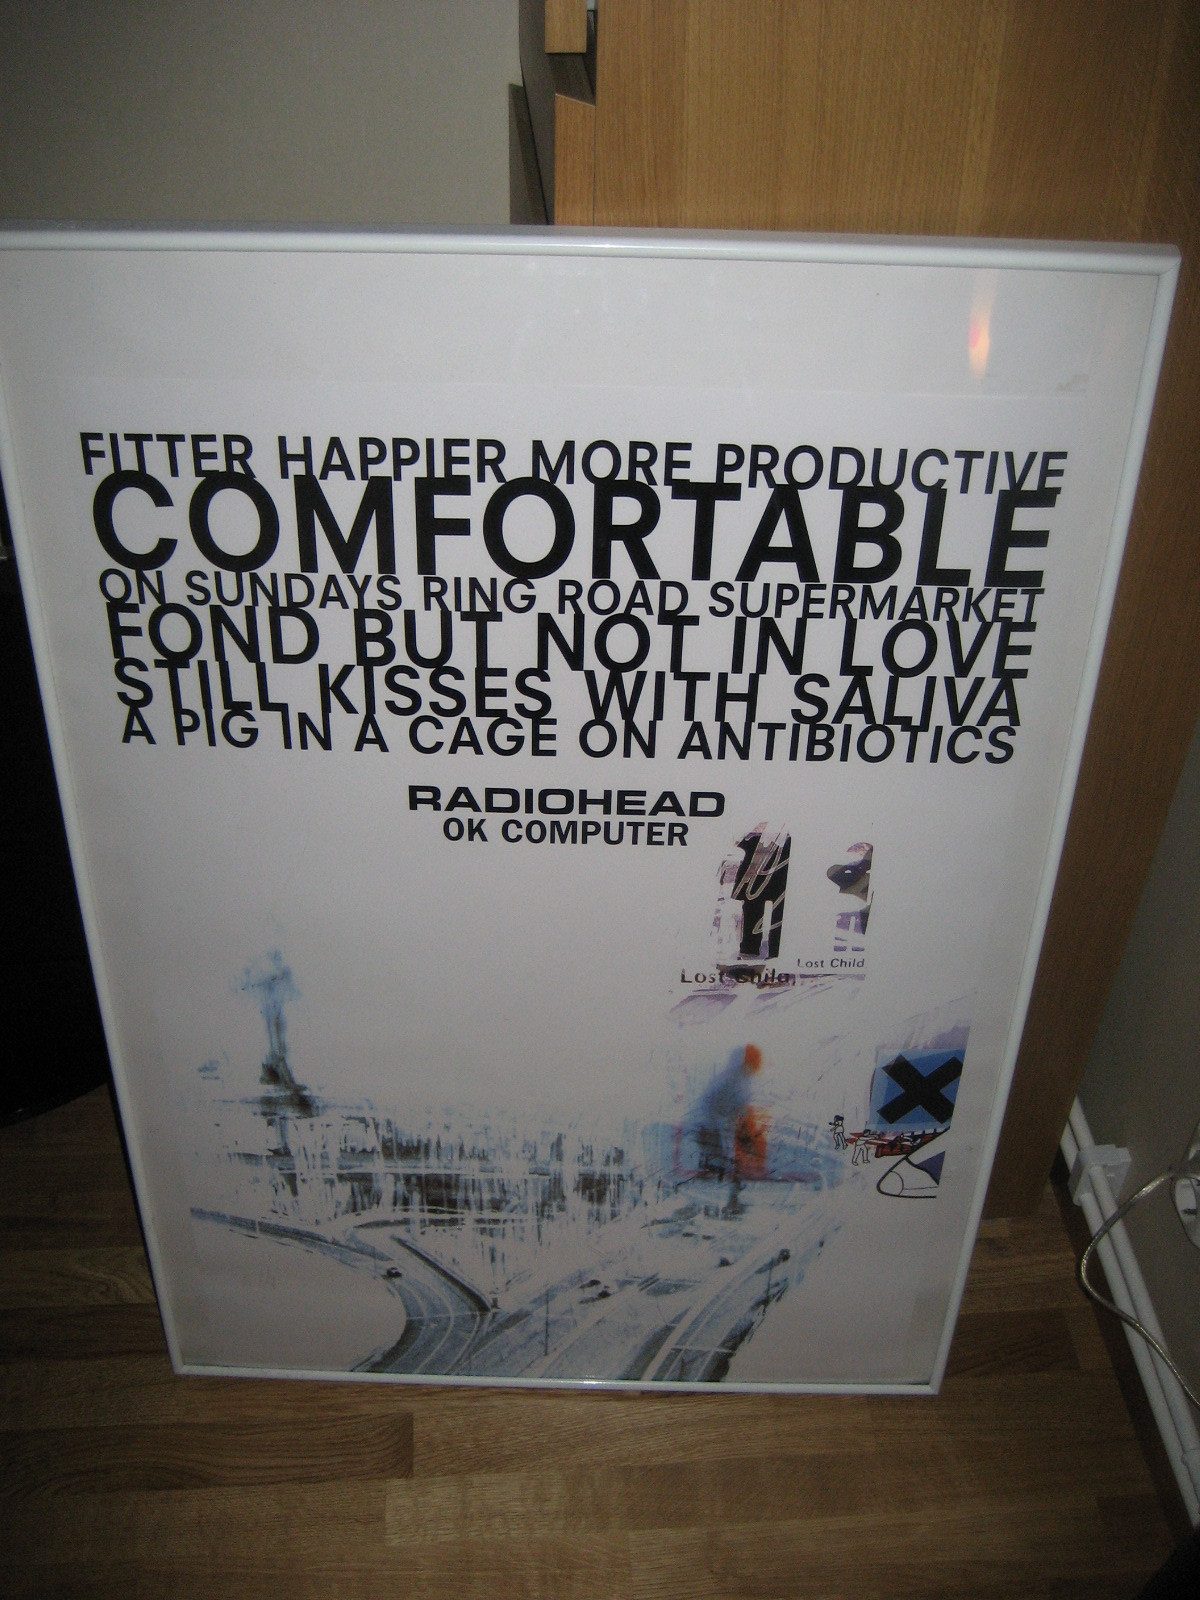 FITTER HAPPIER MORE PRODUCTIVE
COMFORTABLE
ON SUNDAYS RING ROAD SUPERMARKET
FOND BUT NOT IN LOVE
STILL KISSES WITH SALIVA
A PIG IN A CAGE ON ANTIBIOTICS
RADIOHEAD
OK COMPUTER
Lost Child
Lost Child